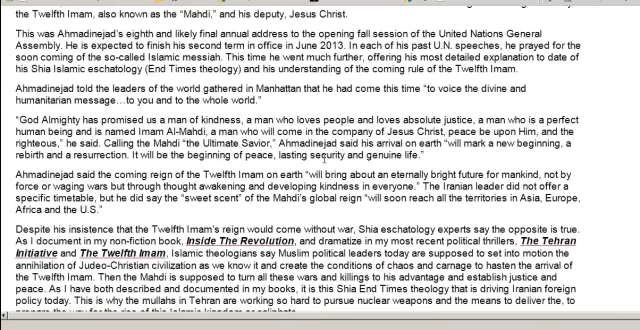 the Twelfth Imam, also known as the “Mahdi,” and his deputy, Jesus Christ.
This was Ahmadinejad’s eighth and likely final annual address to the opening fall session of the United Nations General
Assembly. He is expected to finish his second term in office in June 2013. In each of his past U.N. speeches, he prayed for the
soon coming of the so-called Islamic messiah. This time he went much further, offering his most detailed explanation to date of
his Shia Islamic eschatology (End Times theology) and his understanding of the coming rule of the Twelfth Imam.
Ahmadinejad told the leaders of the world gathered in Manhattan that he had come this time “to voice the divine and
humanitarian message…to you and to the whole world.”
“God Almighty has promised us a man of kindness, a man who loves people and loves absolute justice, a man who is a perfect
human being and is named Imam Al-Mahdi, a man who will come in the company of Jesus Christ, peace be upon Him, and the
righteous,” he said. Calling the Mahdi “the Ultimate Savior,” Ahmadinejad said his arrival on earth “will mark a new beginning, a
rebirth and a resurrection. It will be the beginning of peace, lasting security and genuine life.”
Ahmadinejad said the coming reign of the Twelfth Imam on earth “will bring about an eternally bright future for mankind, not by
force or waging wars but through thought awakening and developing kindness in everyone.” The Iranian leader did not offer a
specific timetable, but he did say the “sweet scent” of the Mahdi’s global reign “will soon reach all the territories in Asia, Europe,
Africa and the U.S.”
Despite his insistence that the Twelfth Imam’s reign would come without war, Shia eschatology experts say the opposite is true.
As I document in my non-fiction book, Inside The Revolution, and dramatize in my most recent political thrillers, The Tehran
Initiative and The Twelfth Imam, Islamic theologians say Muslim political leaders today are supposed to set into motion the
annihilation of Judeo-Christian civilization as we know it and create the conditions of chaos and carnage to hasten the arrival of
the Twelfth Imam. Then the Mahdi is supposed to turn all these wars and killings to his advantage and establish justice and
peace. As I have both described and documented in my books, it is this Shia End Times theology that is driving Iranian foreign
policy today. This is why the mullahs in Tehran are working so hard to pursue nuclear weapons and the means to deliver the, to